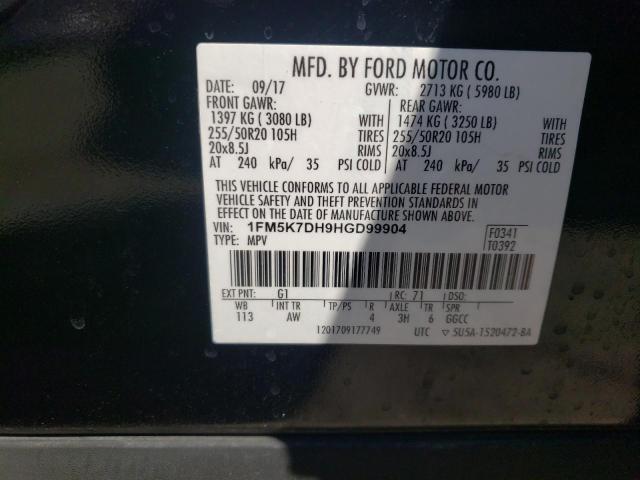 MFD. BY FORD MOTOR CO.
DATE: 09/17 GVWR: 2713 KG ( 5980 LB)
FRONT GAWR: REAR GAWR:
1397 KG ( 3080 LB) WITH 1474 KG ( 3250 LB) WITH
255/50R20 105H TIRES 255/50R20 105H TIRES
20x8.5J RIMS 20x8.5J RIMS
AT 240 kPa/ 35 PSI COLD AT 240 kPa/ 35 PSI COLD
THIS VEHICLE CONFORMS TO ALL APPLICABLE FEDERAL MOTOR
VEHICLE SAFETY AND THEFT PREVENTION STANDARDS IN
EFFECT ON THE DATE OF MANUFACTURE SHOWN ABOVE.
VIN: 1FM5K7DH9HGD99904 F0341
TYPE: MPV T0392
EXT PNT: G1 RC: 71 DSO:
WB INT TR TP/PS R AXLE TR SPR
113 AW 4 3H 6 GGCC
1201709177749 UTC ▽ 5U5A-1520472-BA